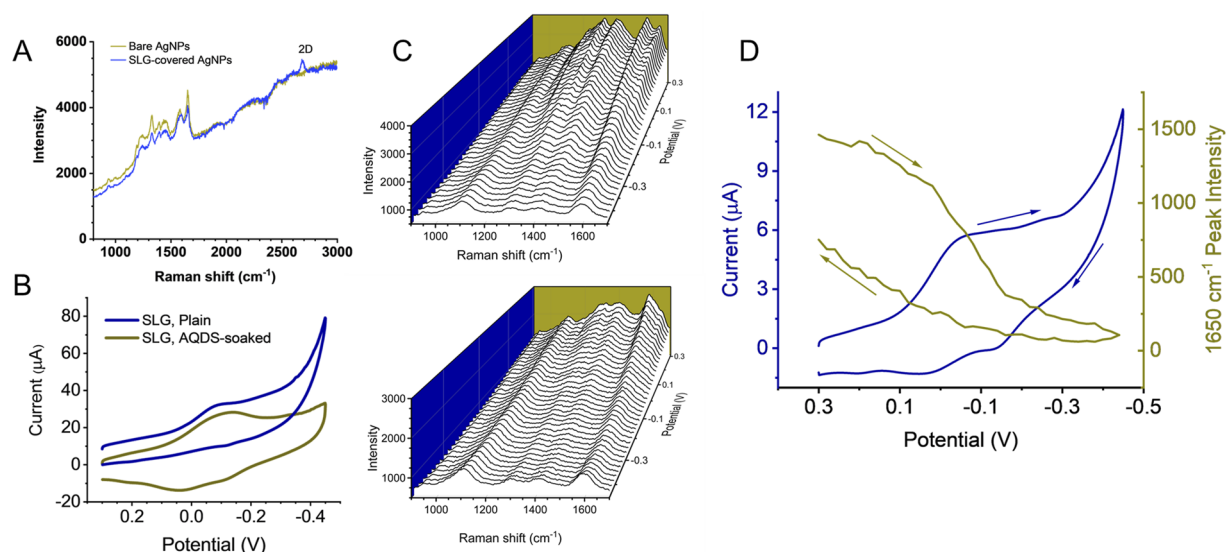 A
Bare AgNPs
SLG-covered AgNPs
2D
6000
4000
2000
0
Intensity
1000
1500
2000
2500
3000
Raman shift (cm-1)
B
SLG, Plain
SLG, AQDS-soaked
80
60
40
20
0
-20
Current (μA)
0.2
0.0
-0.2
-0.4
Potential (V)
C
4000
3000
2000
1000
Intensity
1000
1200
1400
1600
Raman shift (cm-1)
0.3
0.1
-0.1
-0.3
Potential (V)
3000
2000
1000
Intensity
1000
1200
1400
1600
Raman shift (cm-1)
0.3
0.1
-0.1
-0.3
Potential (V)
D
12
9
6
3
0
Current (μA)
1500
1000
500
0
1650 cm-1 Peak Intensity
0.3
0.1
-0.1
-0.3
-0.5
Potential (V)